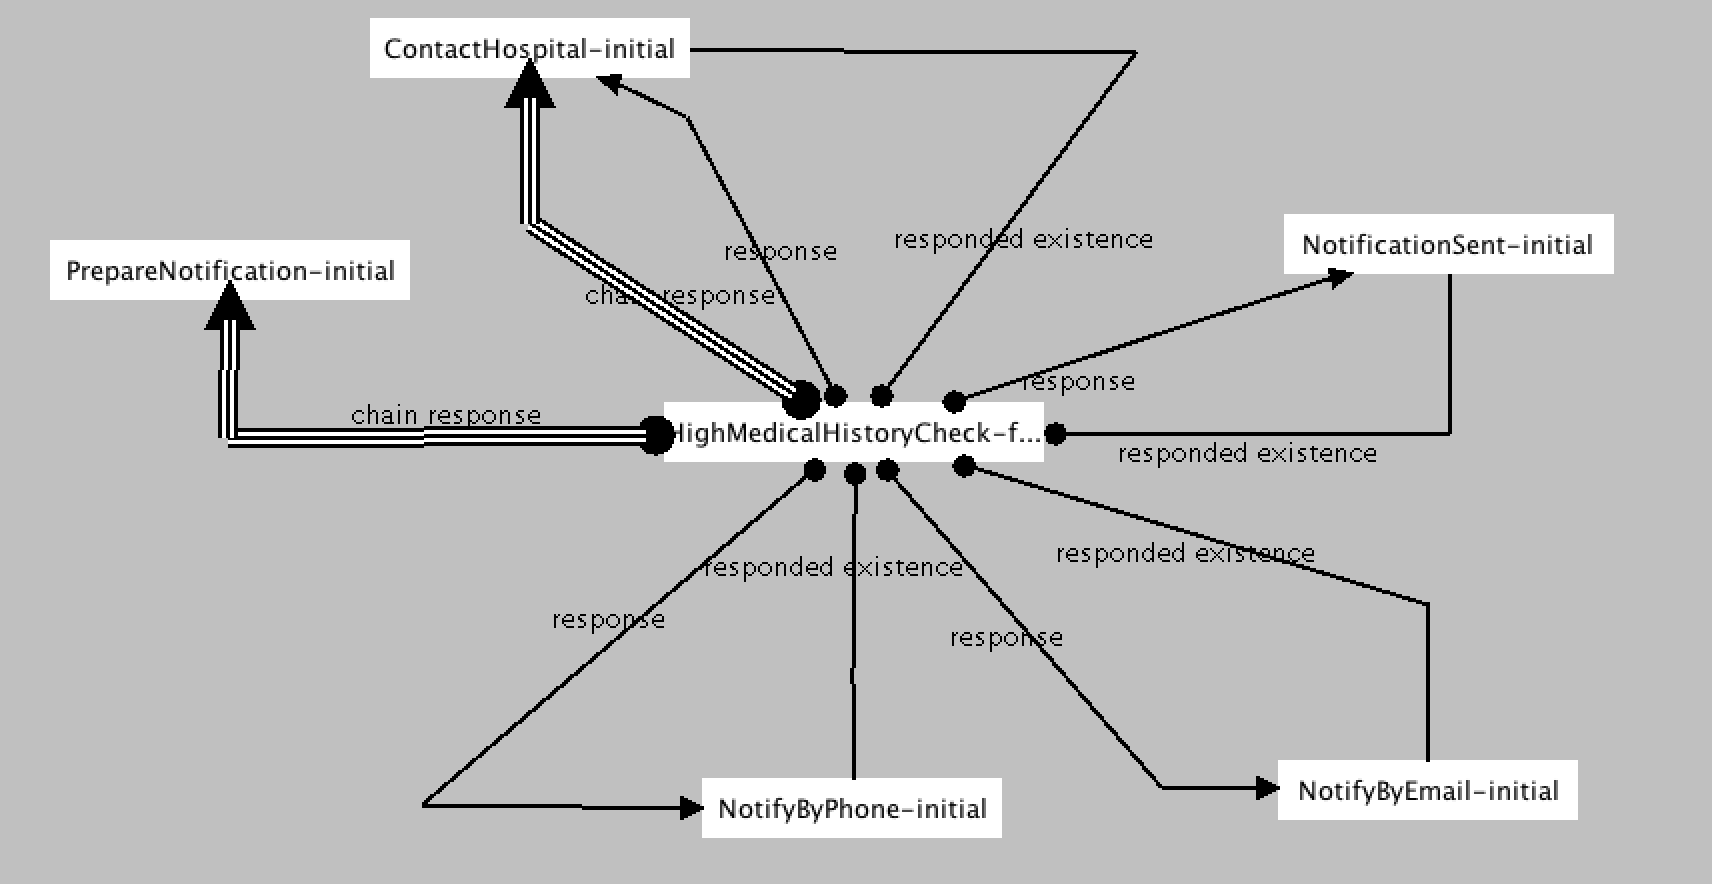 ContactHospital-initial
responded existence
response
NotificationSent-initial
PrepareNotification-initial
chain response
response
chain response
HighMedicalHistoryCheck-f...
responded existence
responded existence
responded existence
response
response
NotifyByEmail-initial
NotifyByPhone-initial